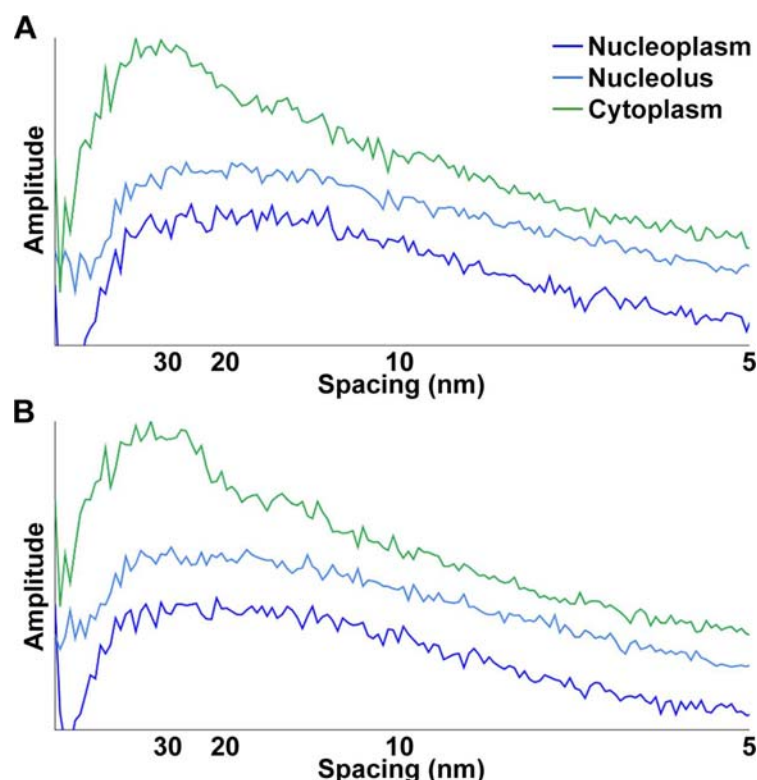 A
Nucleoplasm
Nucleolus
Cytoplasm
Amplitude
30 20 10 5
Spacing (nm)
B
Amplitude
30 20 10 5
Spacing (nm)